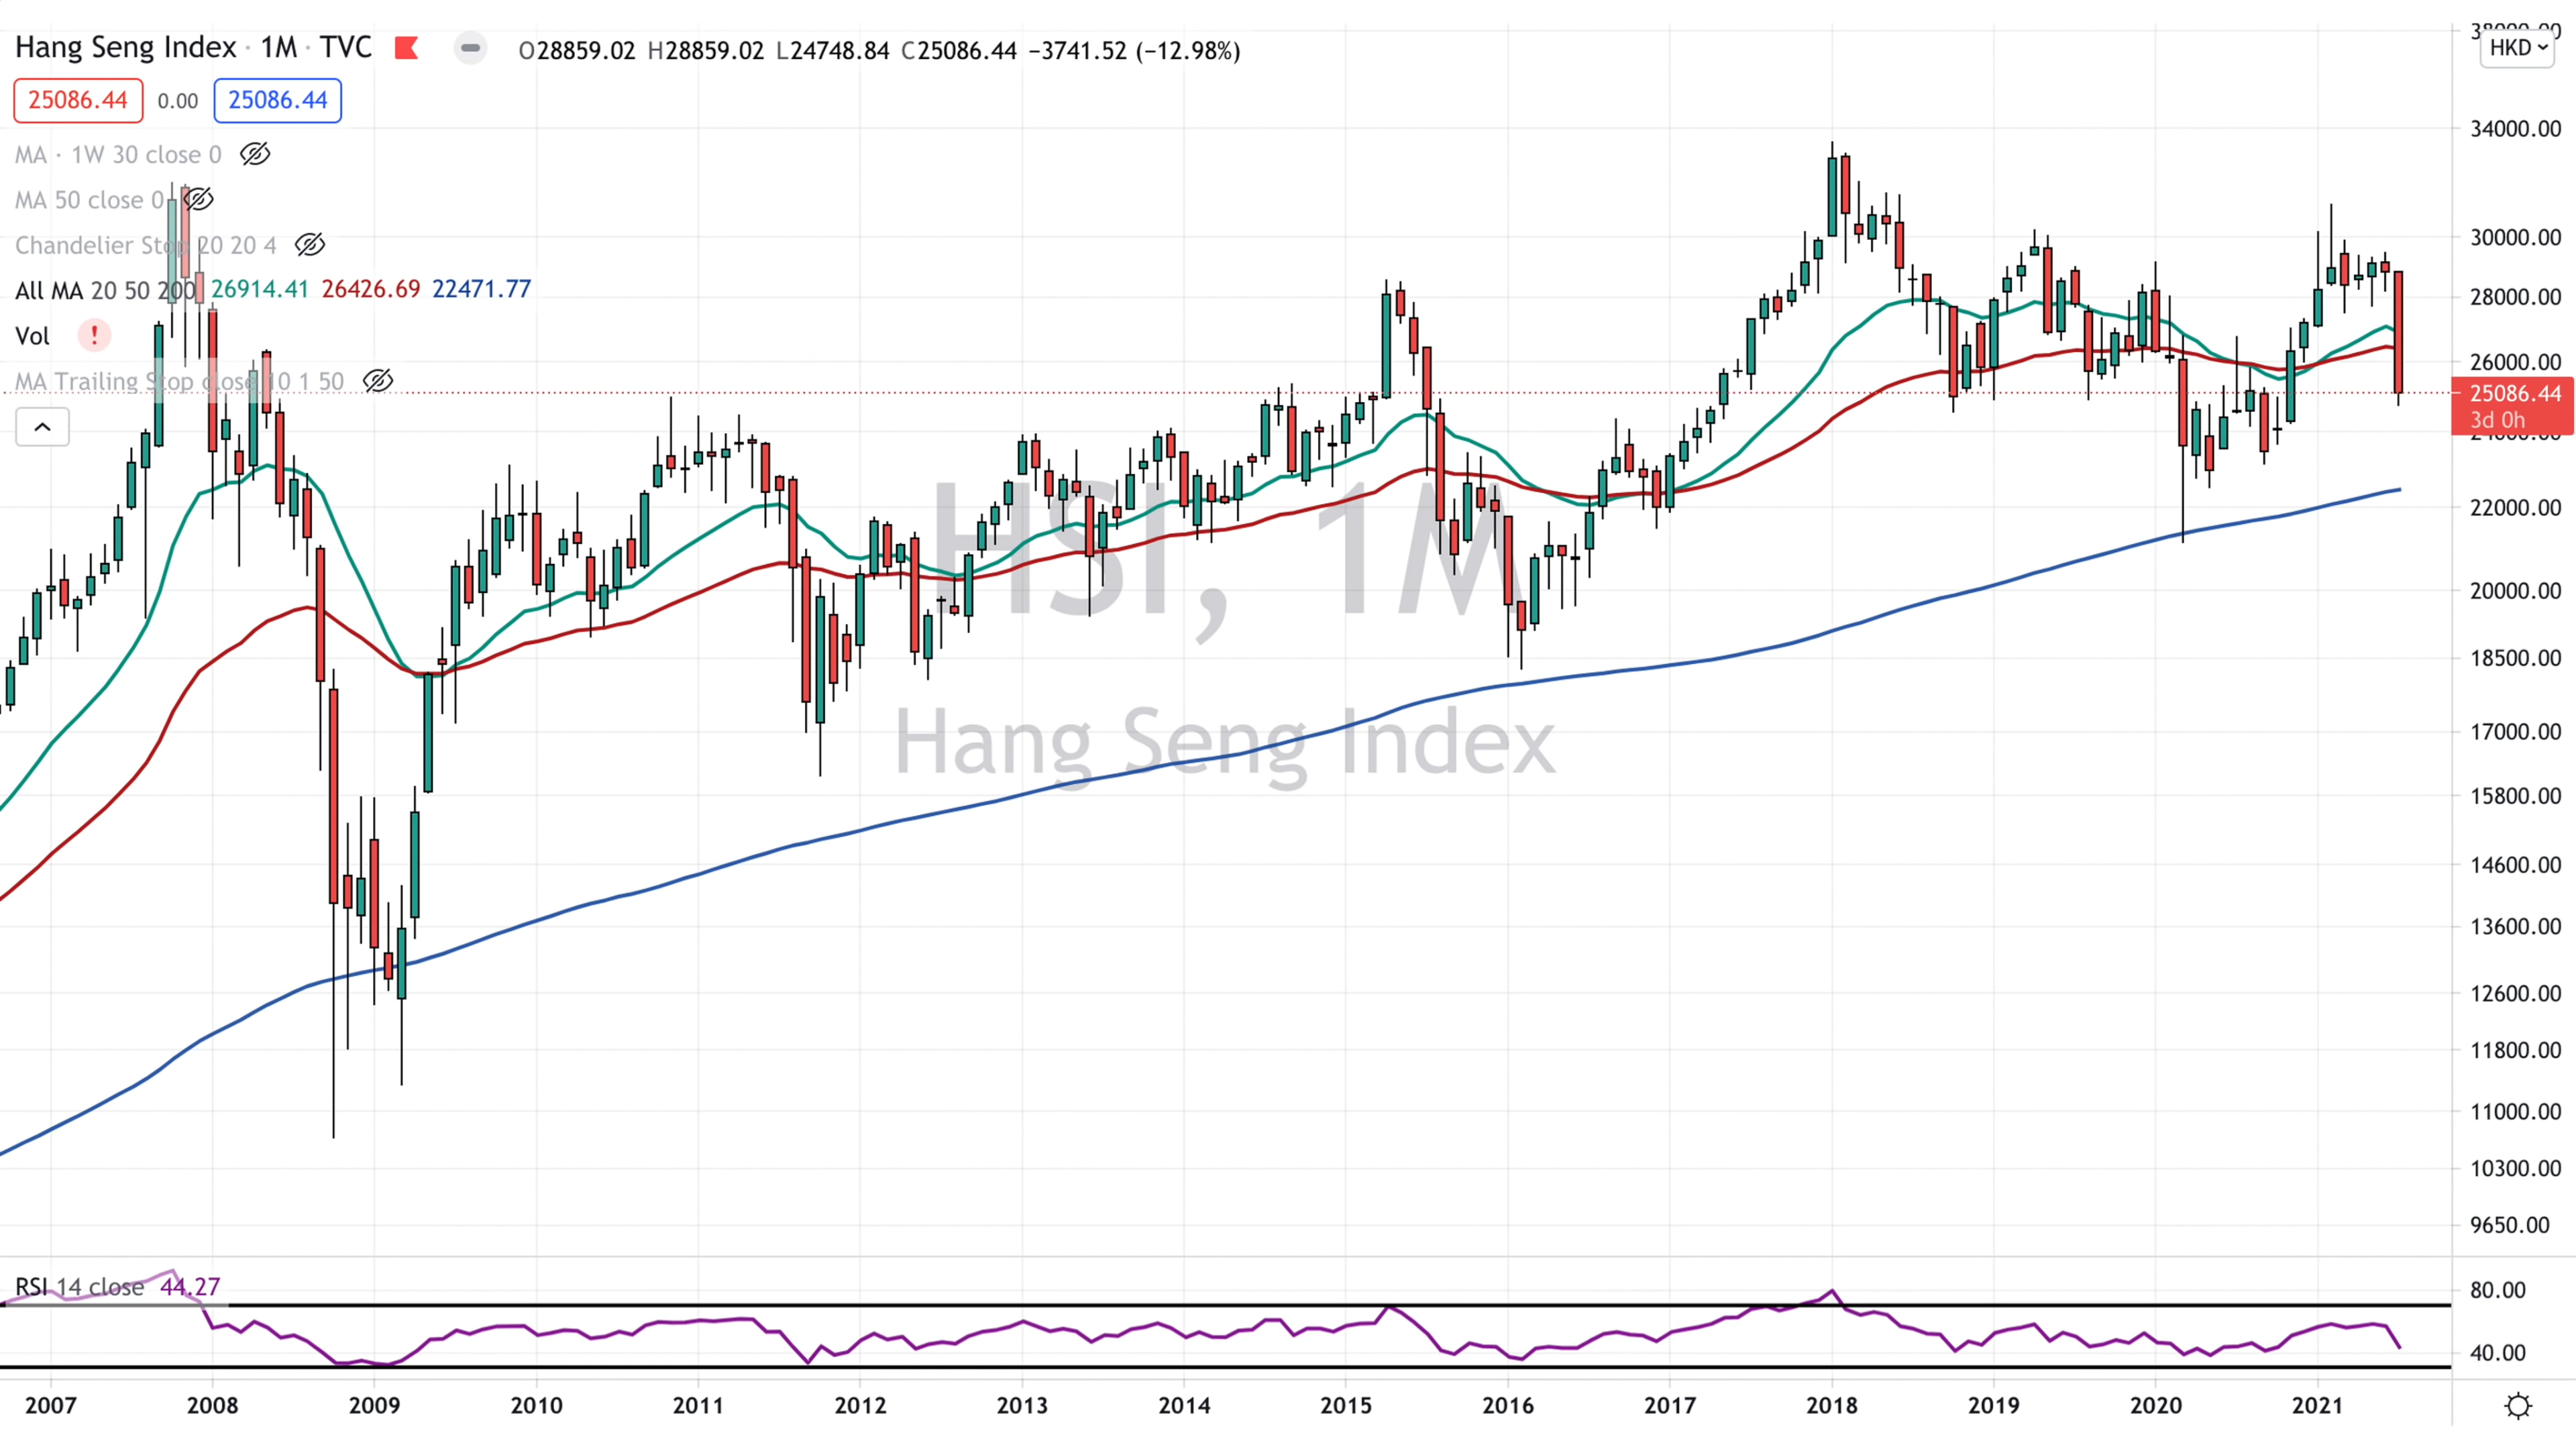 Hang Seng Index · 1M · TVC O28859.02 H28859.02 L24748.84 C25086.44 −3741.52 (−12.98%)
25086.44 0.00 25086.44
MA · 1W 30 close 0
MA 50 close 0
Chandelier Stop 20 20 4
All MA 20 50 200 26914.41 26426.69 22471.77
Vol !
MA Trailing Stop close 10 1 50
HSI, 1M
Hang Seng Index
38000.00
HKD
34000.00
30000.00
28000.00
26000.00
25086.44
3d 0h
24000.00
22000.00
20000.00
18500.00
17000.00
15800.00
14600.00
13600.00
12600.00
11800.00
11000.00
10300.00
9650.00
RSI 14 close 44.27
80.00
40.00
2007 2008 2009 2010 2011 2012 2013 2014 2015 2016 2017 2018 2019 2020 2021